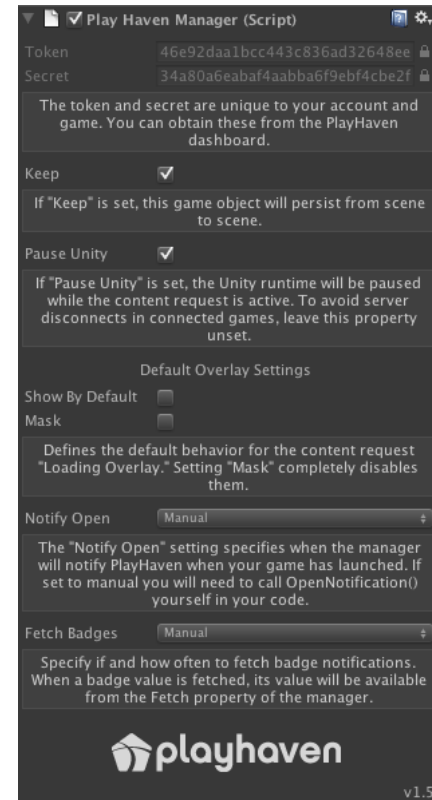 Play Haven Manager (Script)
Token 46e92daa1bcc443c836ad32648ee
Secret 34a80a6eabaf4aabba6f9ebf4cbe2f
The token and secret are unique to your account and
game. You can obtain these from the PlayHaven
dashboard.
Keep
If "Keep" is set, this game object will persist from scene
to scene.
Pause Unity
If "Pause Unity" is set, the Unity runtime will be paused
while the content request is active. To avoid server
disconnects in connected games, leave this property
unset.
Default Overlay Settings
Show By Default
Mask
Defines the default behavior for the content request
"Loading Overlay." Setting "Mask" completely disables
them.
Notify Open Manual
The "Notify Open" setting specifies when the manager
will notify PlayHaven when your game has launched. If
set to manual you will need to call OpenNotification()
yourself in your code.
Fetch Badges Manual
Specify if and how often to fetch badge notifications.
When a badge value is fetched, its value will be available
from the Fetch property of the manager.
playhaven
v1.5